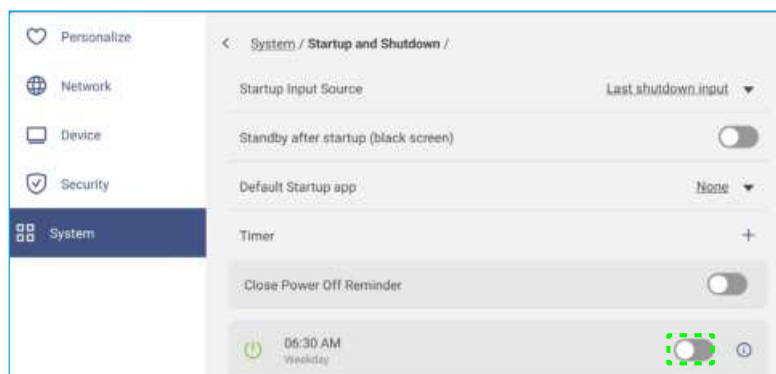 Personalize
Network
Device
Security
System
System / Startup and Shutdown /
Startup Input Source Last shutdown input
Standby after startup (black screen)
Default Startup app None
Timer
Close Power Off Reminder
06:30 AM
Weekday